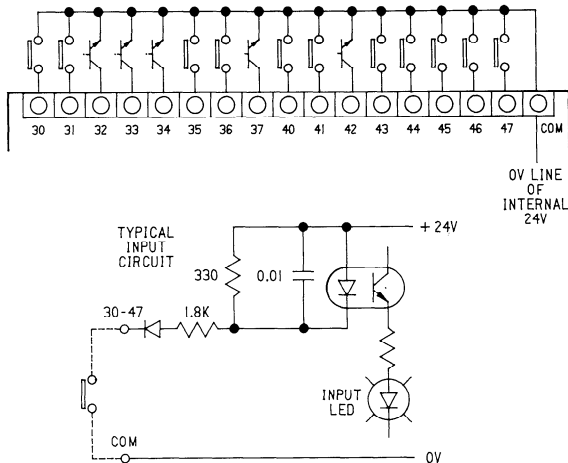 30 31 32 33 34 35 36 37 40 41 42 43 44 45 46 47 COM
0V LINE
OF
INTERNAL
24V
TYPICAL
INPUT
CIRCUIT
+24V
330
0.01
30-47
1.8K
INPUT
LED
COM
0V